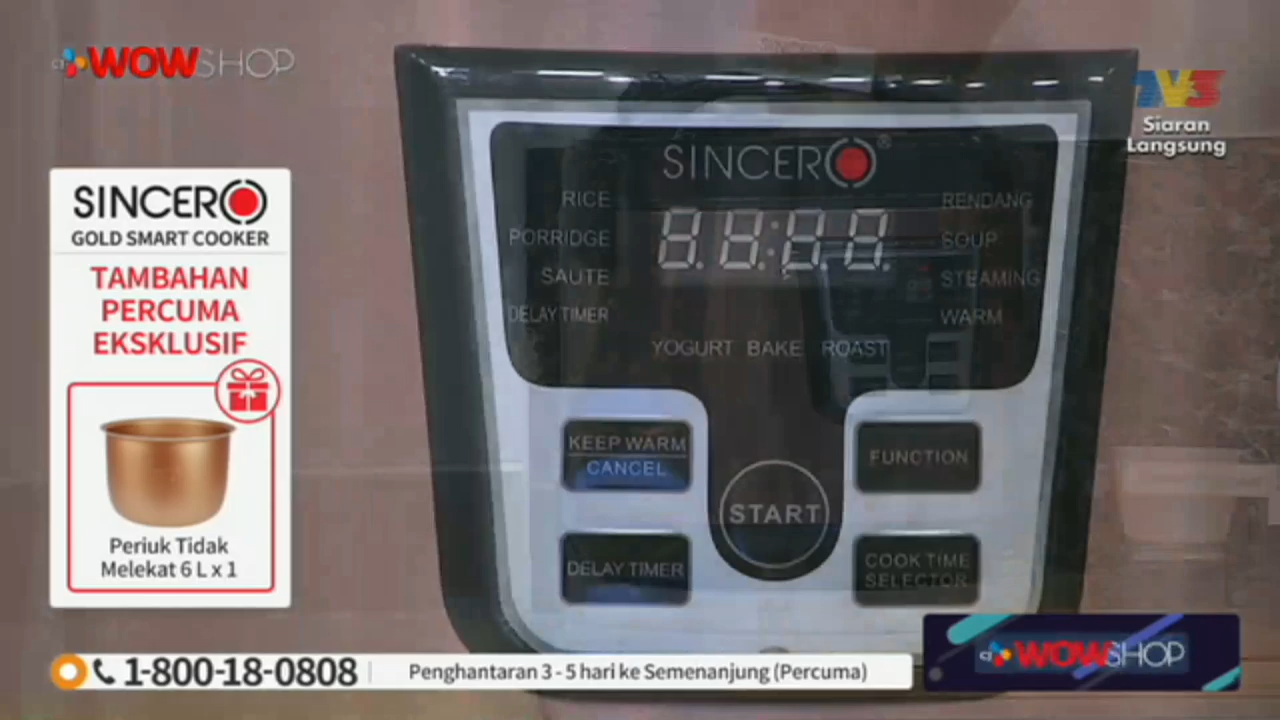 CJ WOWSHOP
TV3
Siaran
Langsung
SINCERO
GOLD SMART COOKER
TAMBAHAN
PERCUMA
EKSKLUSIF
Periuk Tidak
Melekat 6 L x 1
SINCERO®
RICE
PORRIDGE
SAUTE
DELAY TIMER
RENDANG
SOUP
STEAMING
WARM
YOGURT BAKE ROAST
KEEP WARM
CANCEL
DELAY TIMER
START
FUNCTION
COOK TIME
SELECTOR
1-800-18-0808
Penghantaran 3 - 5 hari ke Semenanjung (Percuma)
CJ WOWSHOP